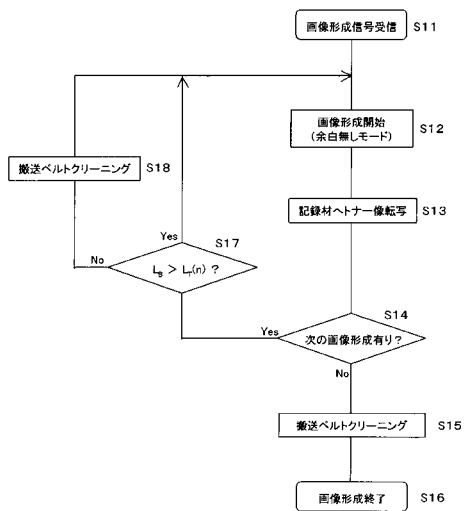 画像形成信号受信 S11
画像形成開始
(余白無しモード) S12
搬送ベルトクリーニング S18
記録材へトナー像転写 S13
S17
Yes
No
L_B > L_T(n) ?
S14
Yes
次の画像形成有り?
No
搬送ベルトクリーニング S15
画像形成終了 S16